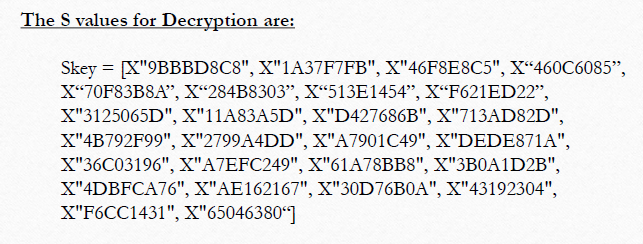 The S values for Decryption are:
Skey = [X"9BBBD8C8", X"1A37F7FB", X"46F8E8C5", X“460C6085”,
X“70F83B8A”, X“284B8303”, X“513E1454”, X“F621ED22”,
X"3125065D", X"11A83A5D", X"D427686B", X"713AD82D",
X"4B792F99", X"2799A4DD", X"A7901C49", X"DEDE871A",
X"36C03196", X"A7EFC249", X"61A78BB8", X"3B0A1D2B",
X"4DBFCA76", X"AE162167", X"30D76B0A", X"43192304",
X"F6CC1431", X"65046380“]